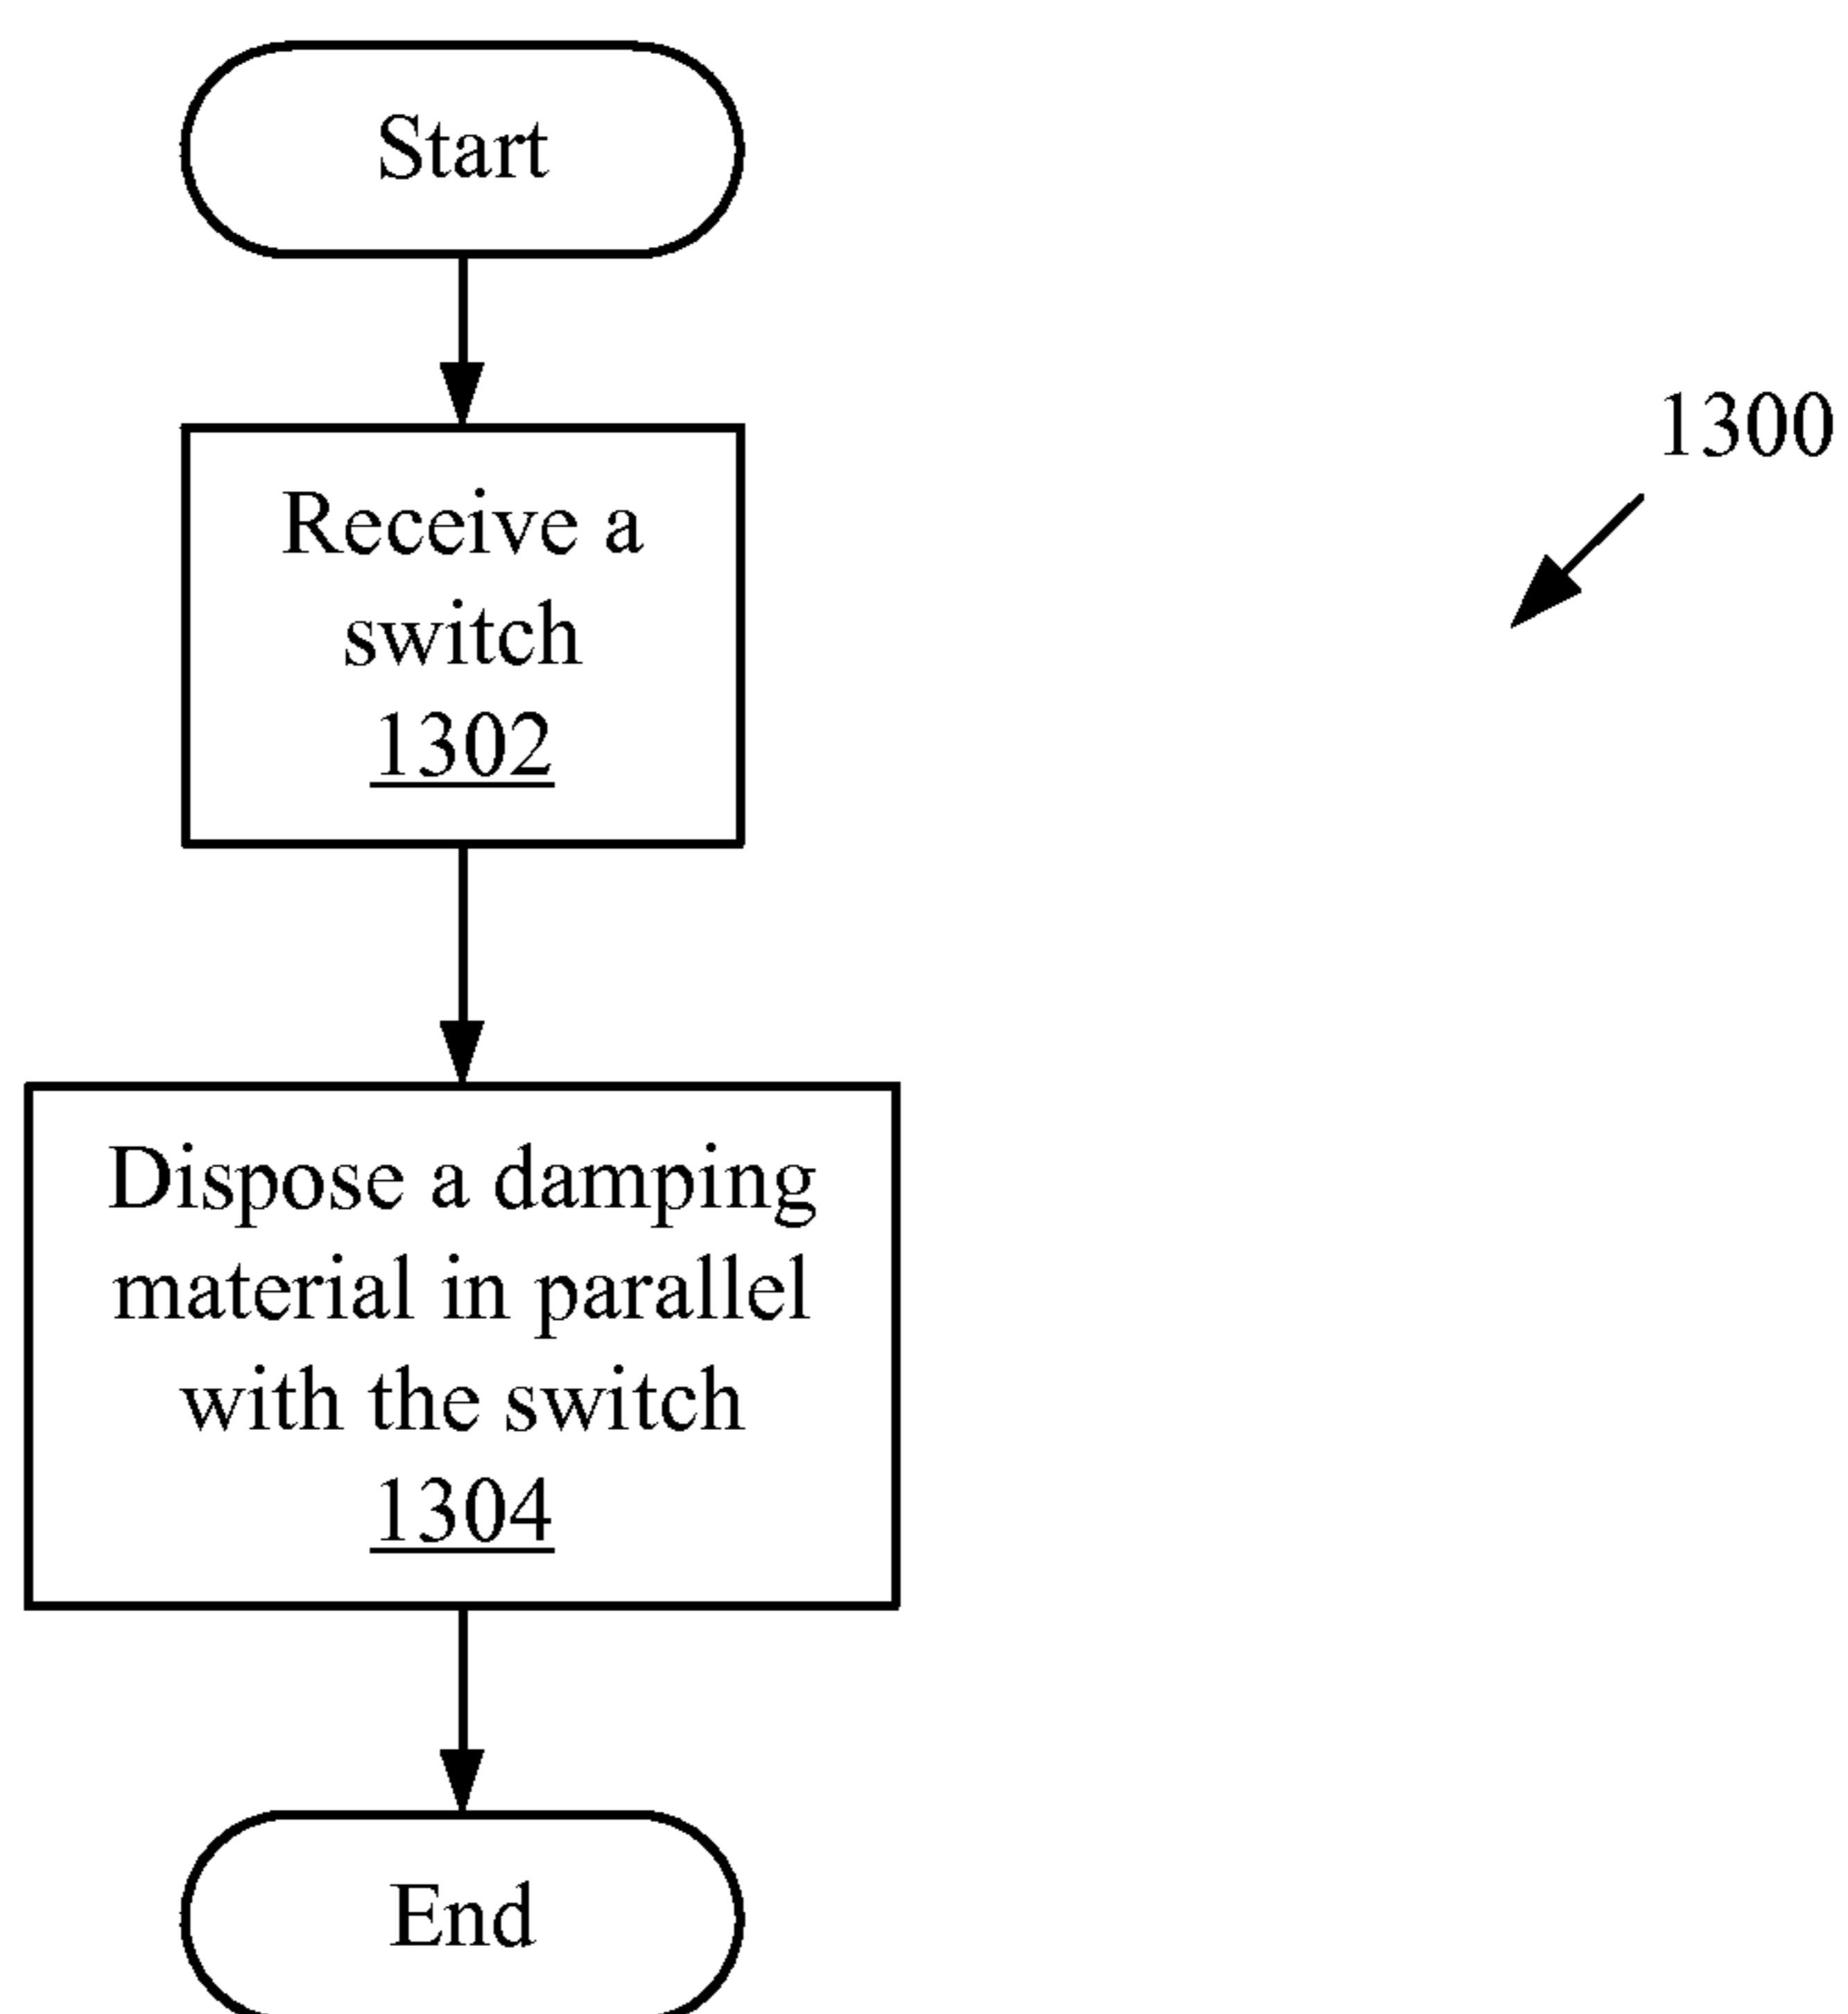 Start
Receive a
switch
1302
1300
Dispose a damping
material in parallel
with the switch
1304
End